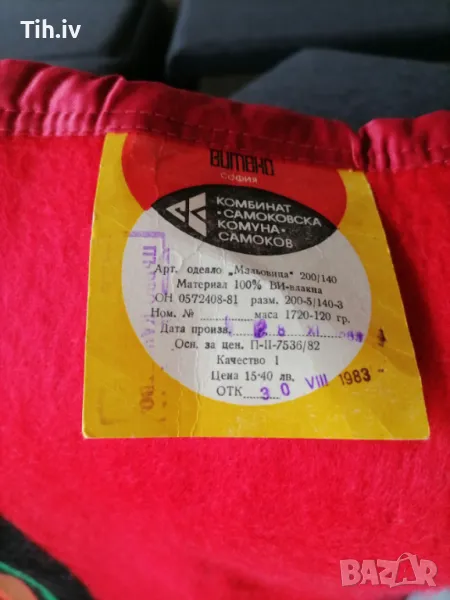 Tih.iv
ВИТАКО
СОФИЯ
КОМБИНАТ
"САМОКОВСКА
КОМУНА"
САМОКОВ
Арт. одеяло „Мальовица" 200/140
Материал 100% ВИ-влакна
ОН 0572408-81 разм. 200-5/140-3
Ном. № маса 1720-120 гр.
Дата произв. XI
Осн. за цен. П-II-7536/82
Качество 1
Цена 15·40 лв.
ОТК 30 VIII 1983
BAZAR